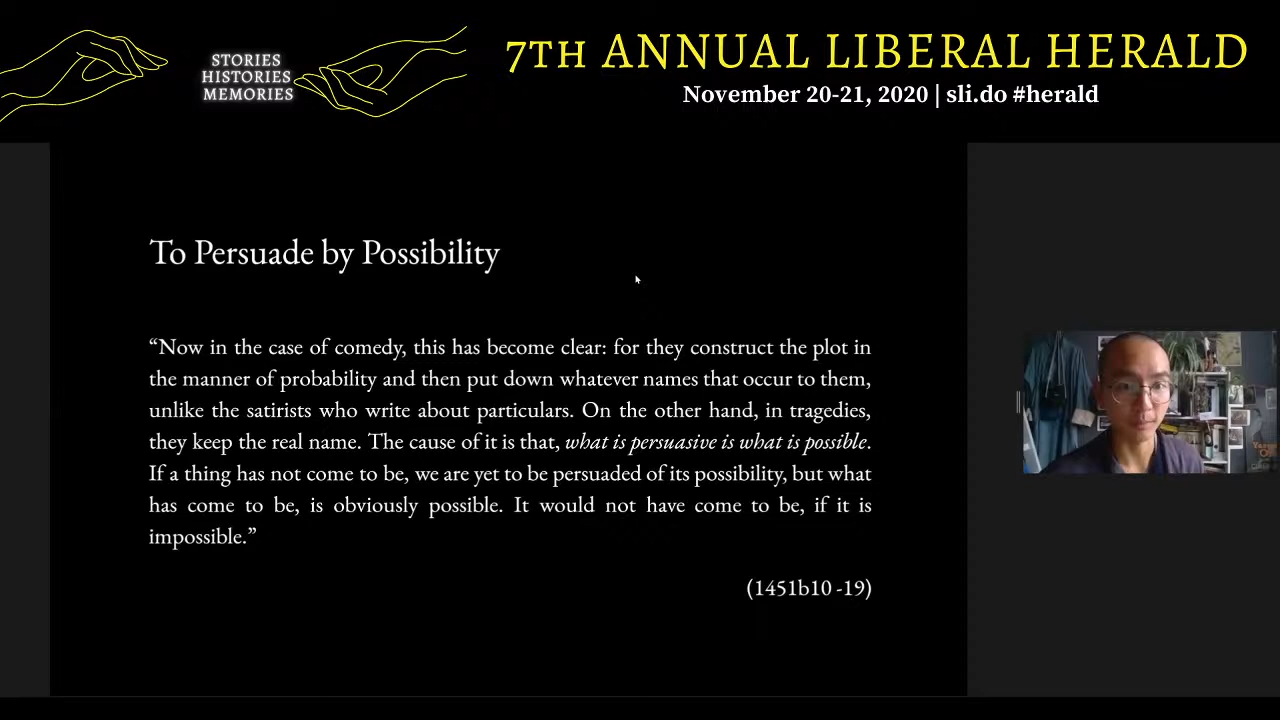 STORIES
HISTORIES
MEMORIES
7TH ANNUAL LIBERAL HERALD
November 20-21, 2020 | sli.do #herald
To Persuade by Possibility
“Now in the case of comedy, this has become clear: for they construct the plot in
the manner of probability and then put down whatever names that occur to them,
unlike the satirists who write about particulars. On the other hand, in tragedies,
they keep the real name. The cause of it is that, what is persuasive is what is possible.
If a thing has not come to be, we are yet to be persuaded of its possibility, but what
has come to be, is obviously possible. It would not have come to be, if it is
impossible.”
(1451b10 -19)